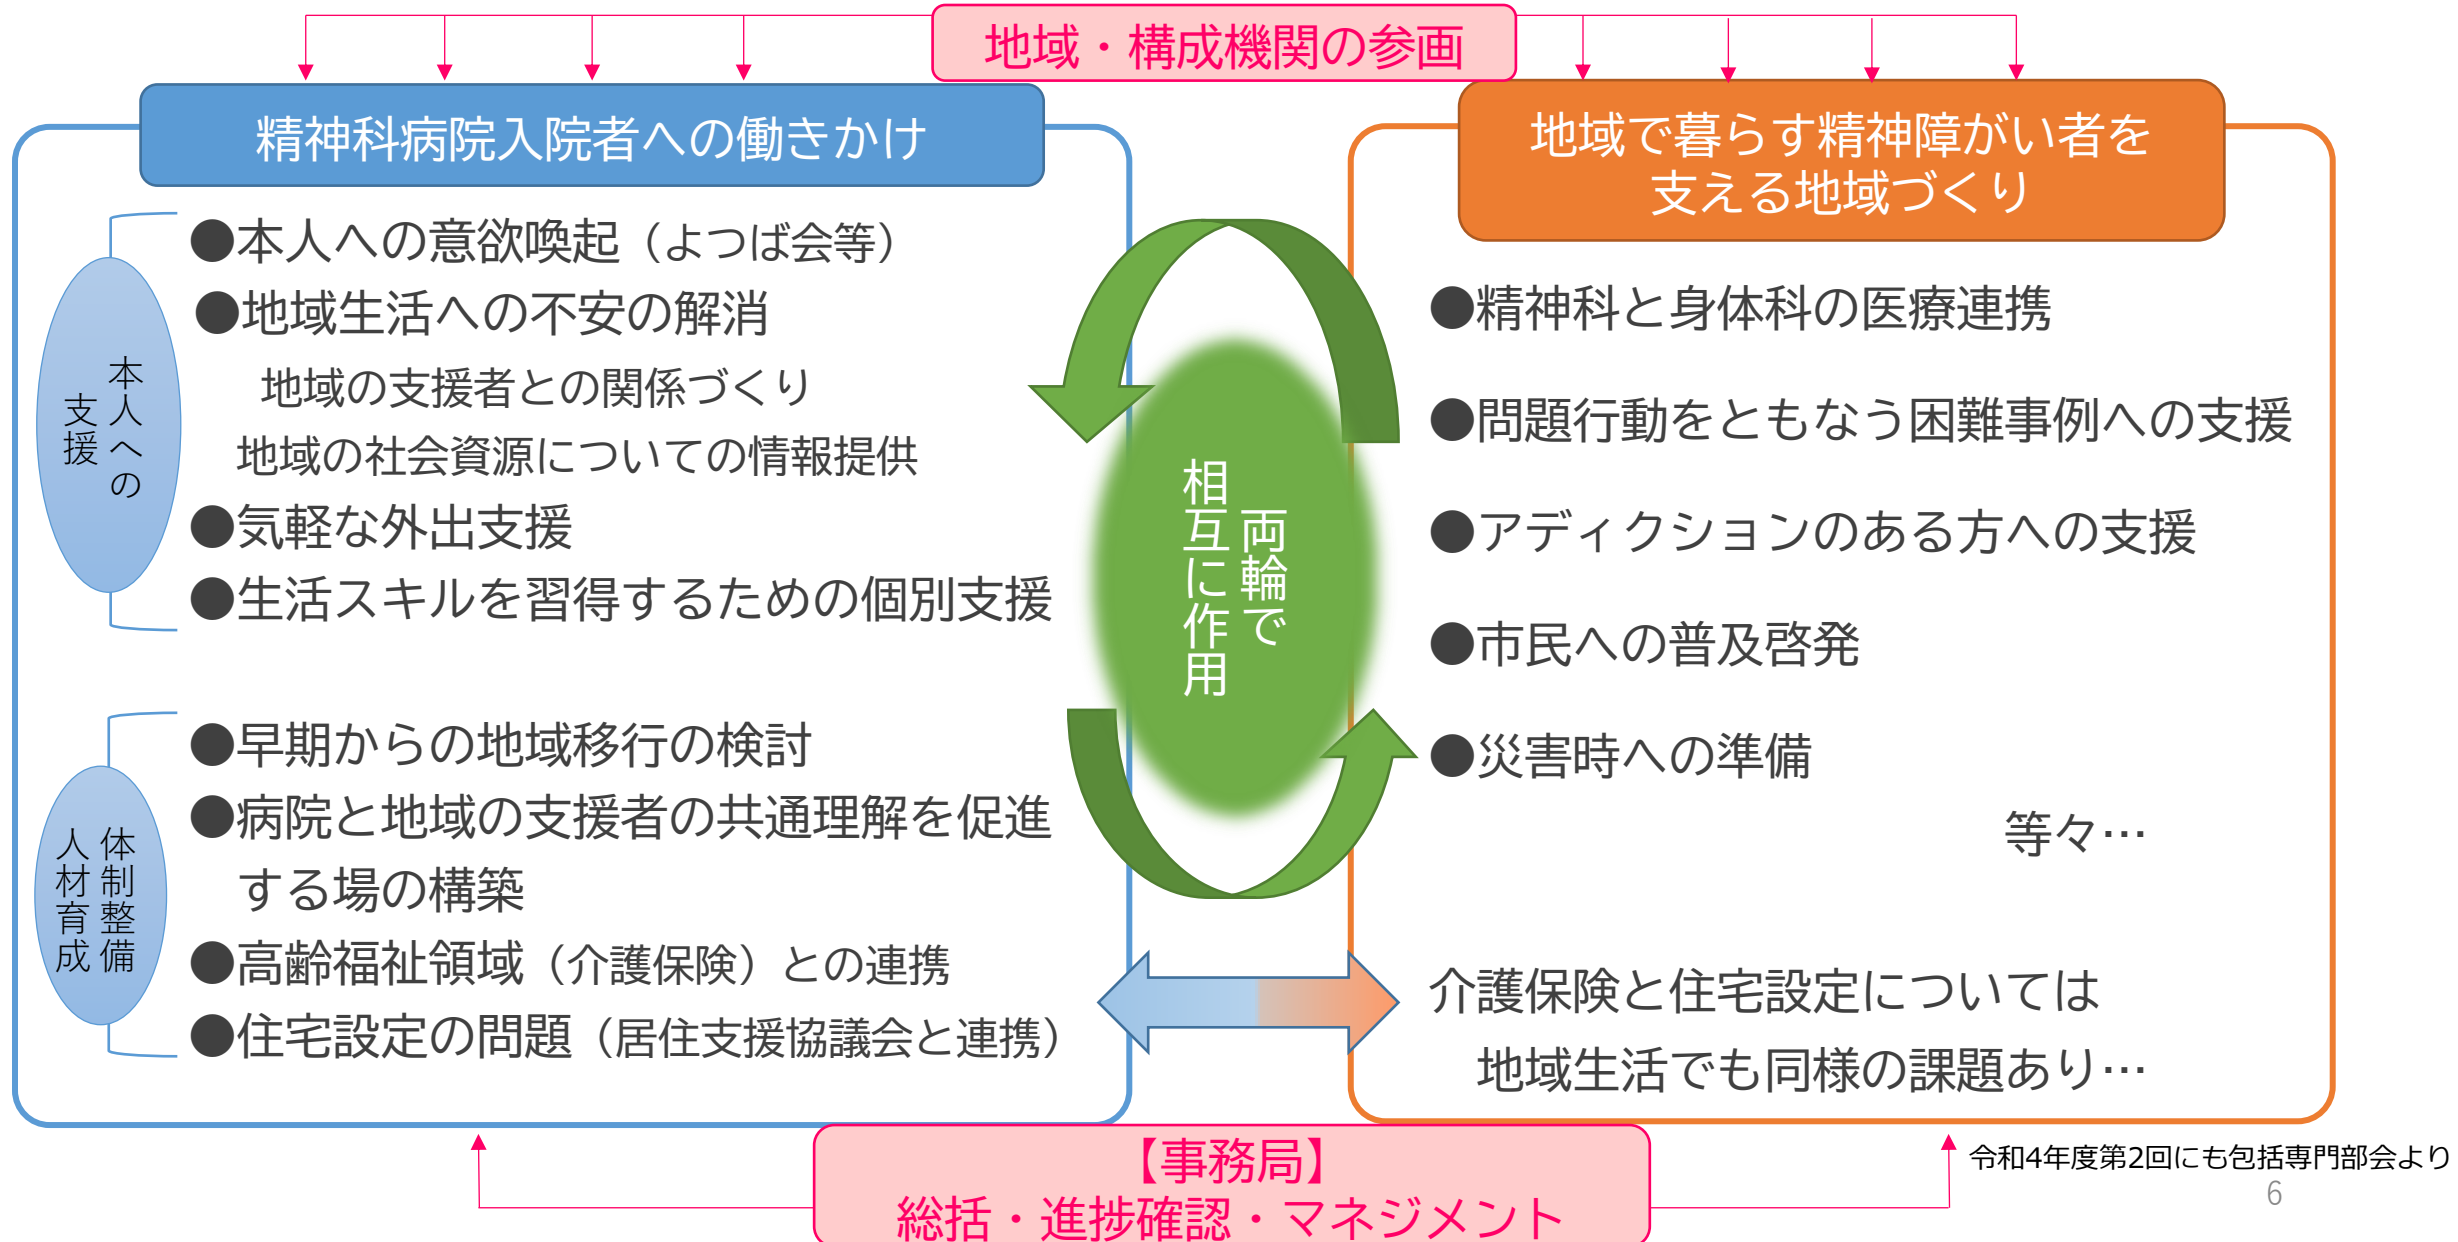 地域・構成機関の参画
精神科病院入院者への働きかけ
本人への
支援
●本人への意欲喚起（よつば会等）
●地域生活への不安の解消
地域の支援者との関係づくり
地域の社会資源についての情報提供
●気軽な外出支援
●生活スキルを習得するための個別支援
体制整備
人材育成
●早期からの地域移行の検討
●病院と地域の支援者の共通理解を促進
する場の構築
●高齢福祉領域（介護保険）との連携
●住宅設定の問題（居住支援協議会と連携）
両輪で
相互に作用
地域で暮らす精神障がい者を
支える地域づくり
●精神科と身体科の医療連携
●問題行動をともなう困難事例への支援
●アディクションのある方への支援
●市民への普及啓発
●災害時への準備
等々…
介護保険と住宅設定については
地域生活でも同様の課題あり…
【事務局】
総括・進捗確認・マネジメント
令和4年度第2回にも包括専門部会より
6